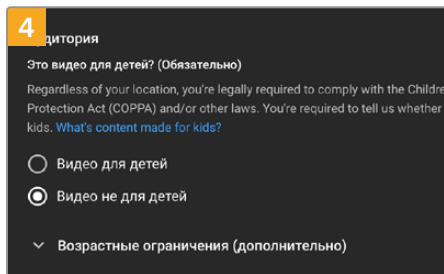 4
удитория
Это видео для детей? (Обязательно)
Regardless of your location, you're legally required to comply with the Childre
Protection Act (COPPA) and/or other laws. You're required to tell us whether
kids. What's content made for kids?
Видео для детей
Видео не для детей
Возрастные ограничения (дополнительно)